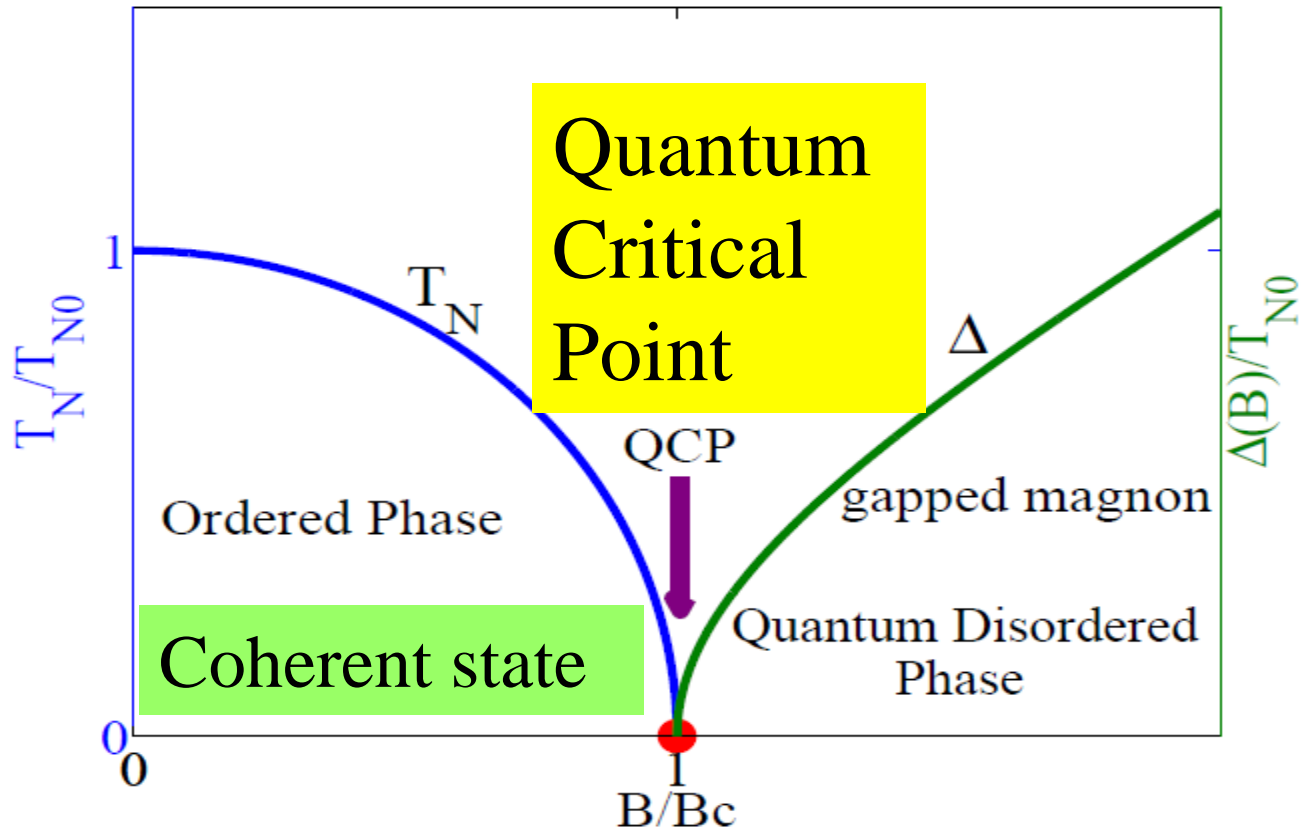 Quantum
Critical
Point
1
T_N
Δ
T_N/T_N0
Δ(B)/T_N0
QCP
gapped magnon
Ordered Phase
Coherent state
Quantum Disordered
Phase
0
0
1
B/Bc